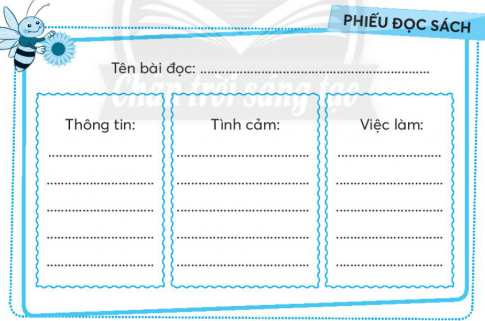 PHIẾU ĐỌC SÁCH
Tên bài đọc: ..............................................................
Chân trời sáng tạo
Thông tin: Tình cảm: Việc làm:
............................ ............................ ............................
............................ ............................ ............................
............................ ............................ ............................
............................ ............................ ............................
............................ ............................ ............................